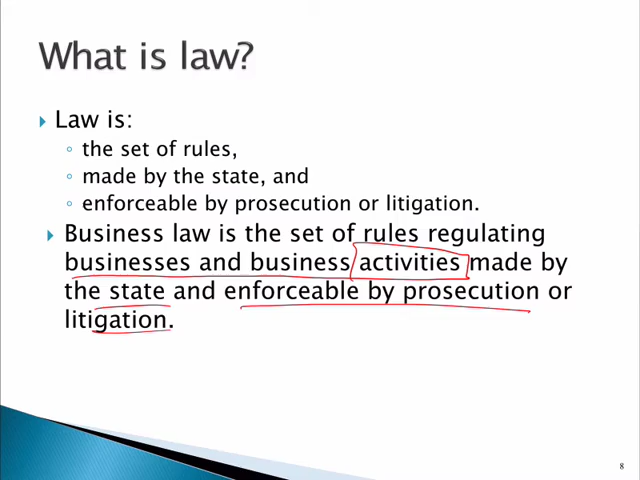 What is law?
Law is:
the set of rules,
made by the state, and
enforceable by prosecution or litigation.
Business law is the set of rules regulating
businesses and business activities made by
the state and enforceable by prosecution or
litigation.
8